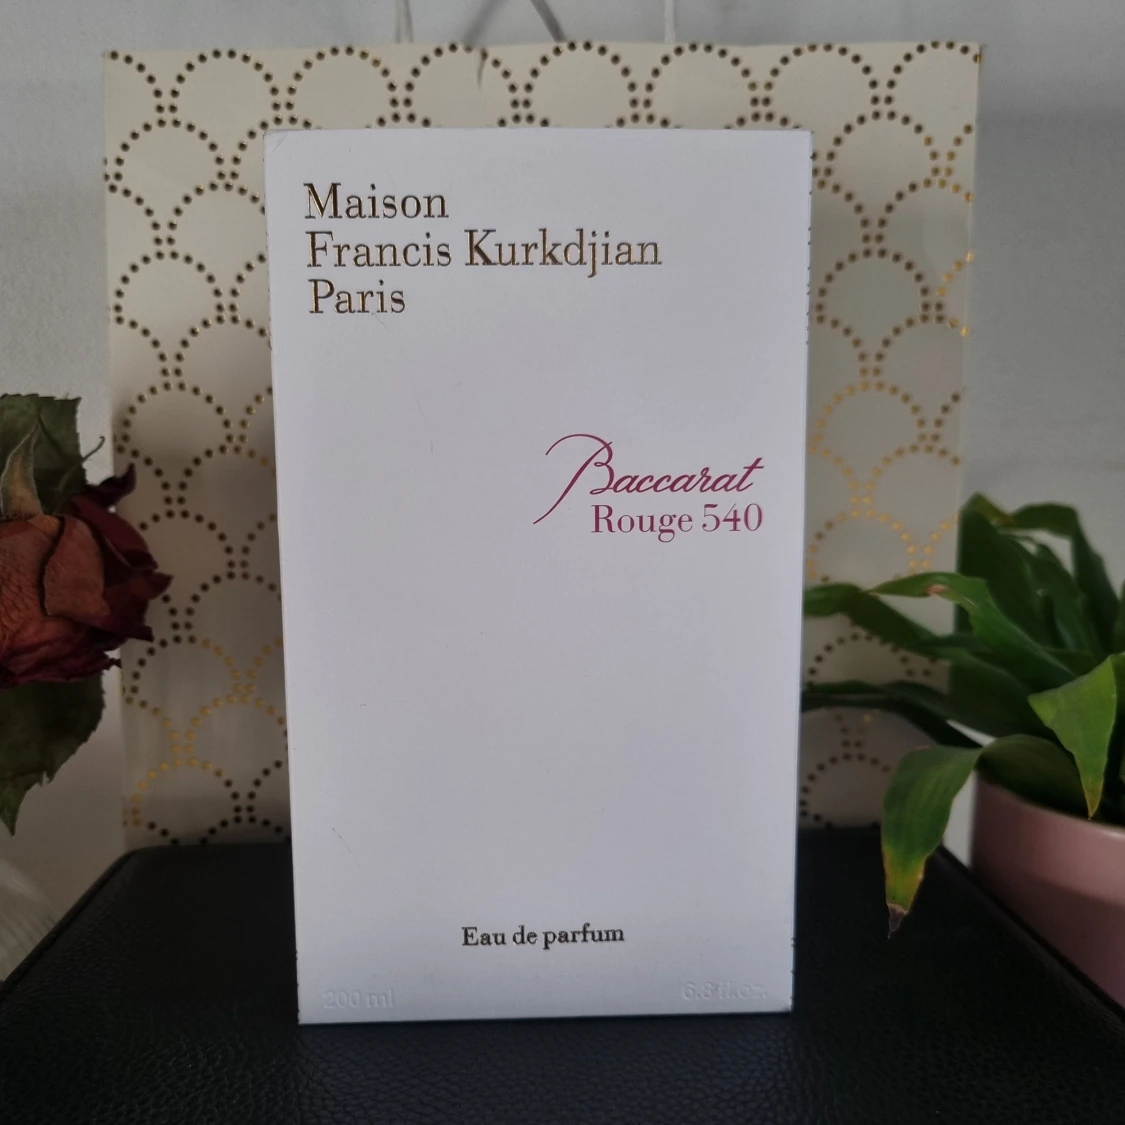 Maison
Francis Kurkdjian
Paris
Baccarat
Rouge 540
Eau de parfum
200 ml 6.8 fl.oz.